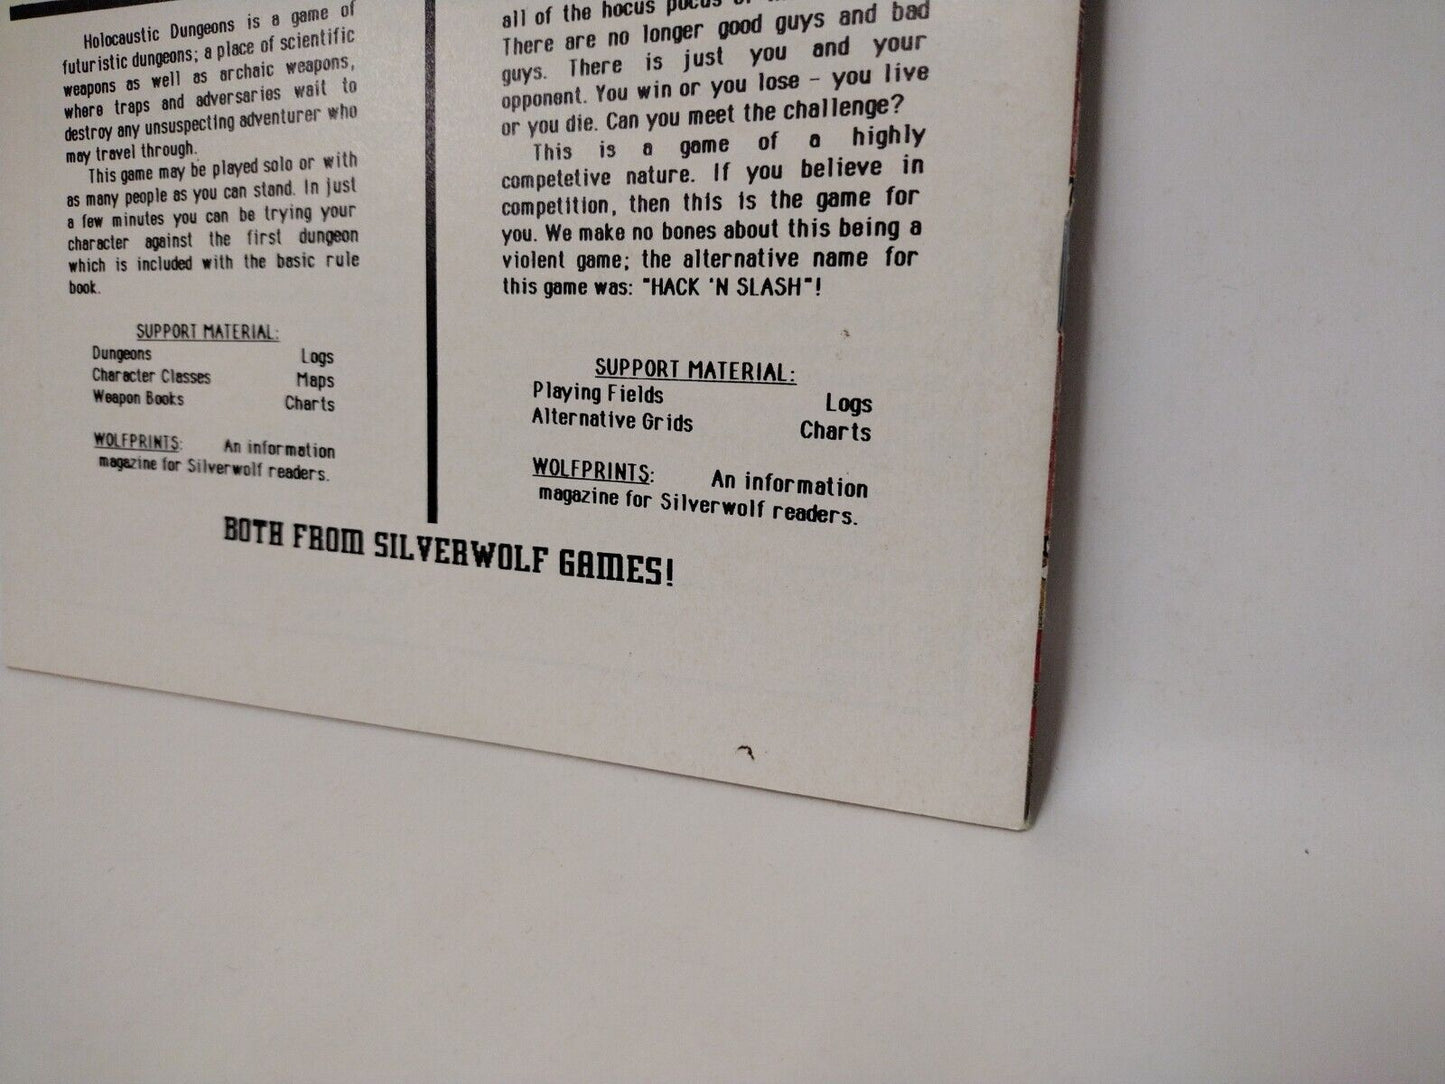 Holocaustic Dungeons is a game of
futuristic dungeons; a place of scientific
weapons as well as archaic weapons,
where traps and adversaries wait to
destroy any unsuspecting adventurer who
may travel through.
This game may be played solo or with
as many people as you can stand. In just
a few minutes you can be trying your
character against the first dungeon
which is included with the basic rule
book.
SUPPORT MATERIAL:
Dungeons Logs
Character Classes Maps
Weapon Books Charts
WOLFPRINTS: An information
magazine for Silverwolf readers.
all of the hocus pocus
There are no longer good guys and bad
guys. There is just you and your
opponent. You win or you lose - you live
or you die. Can you meet the challenge?
This is a game of a highly
competetive nature. If you believe in
competition, then this is the game for
you. We make no bones about this being a
violent game; the alternative name for
this game was: "HACK 'N SLASH"!
SUPPORT MATERIAL:
Playing Fields Logs
Alternative Grids Charts
WOLFPRINTS: An information
magazine for Silverwolf readers.
BOTH FROM SILVERWOLF GAMES!